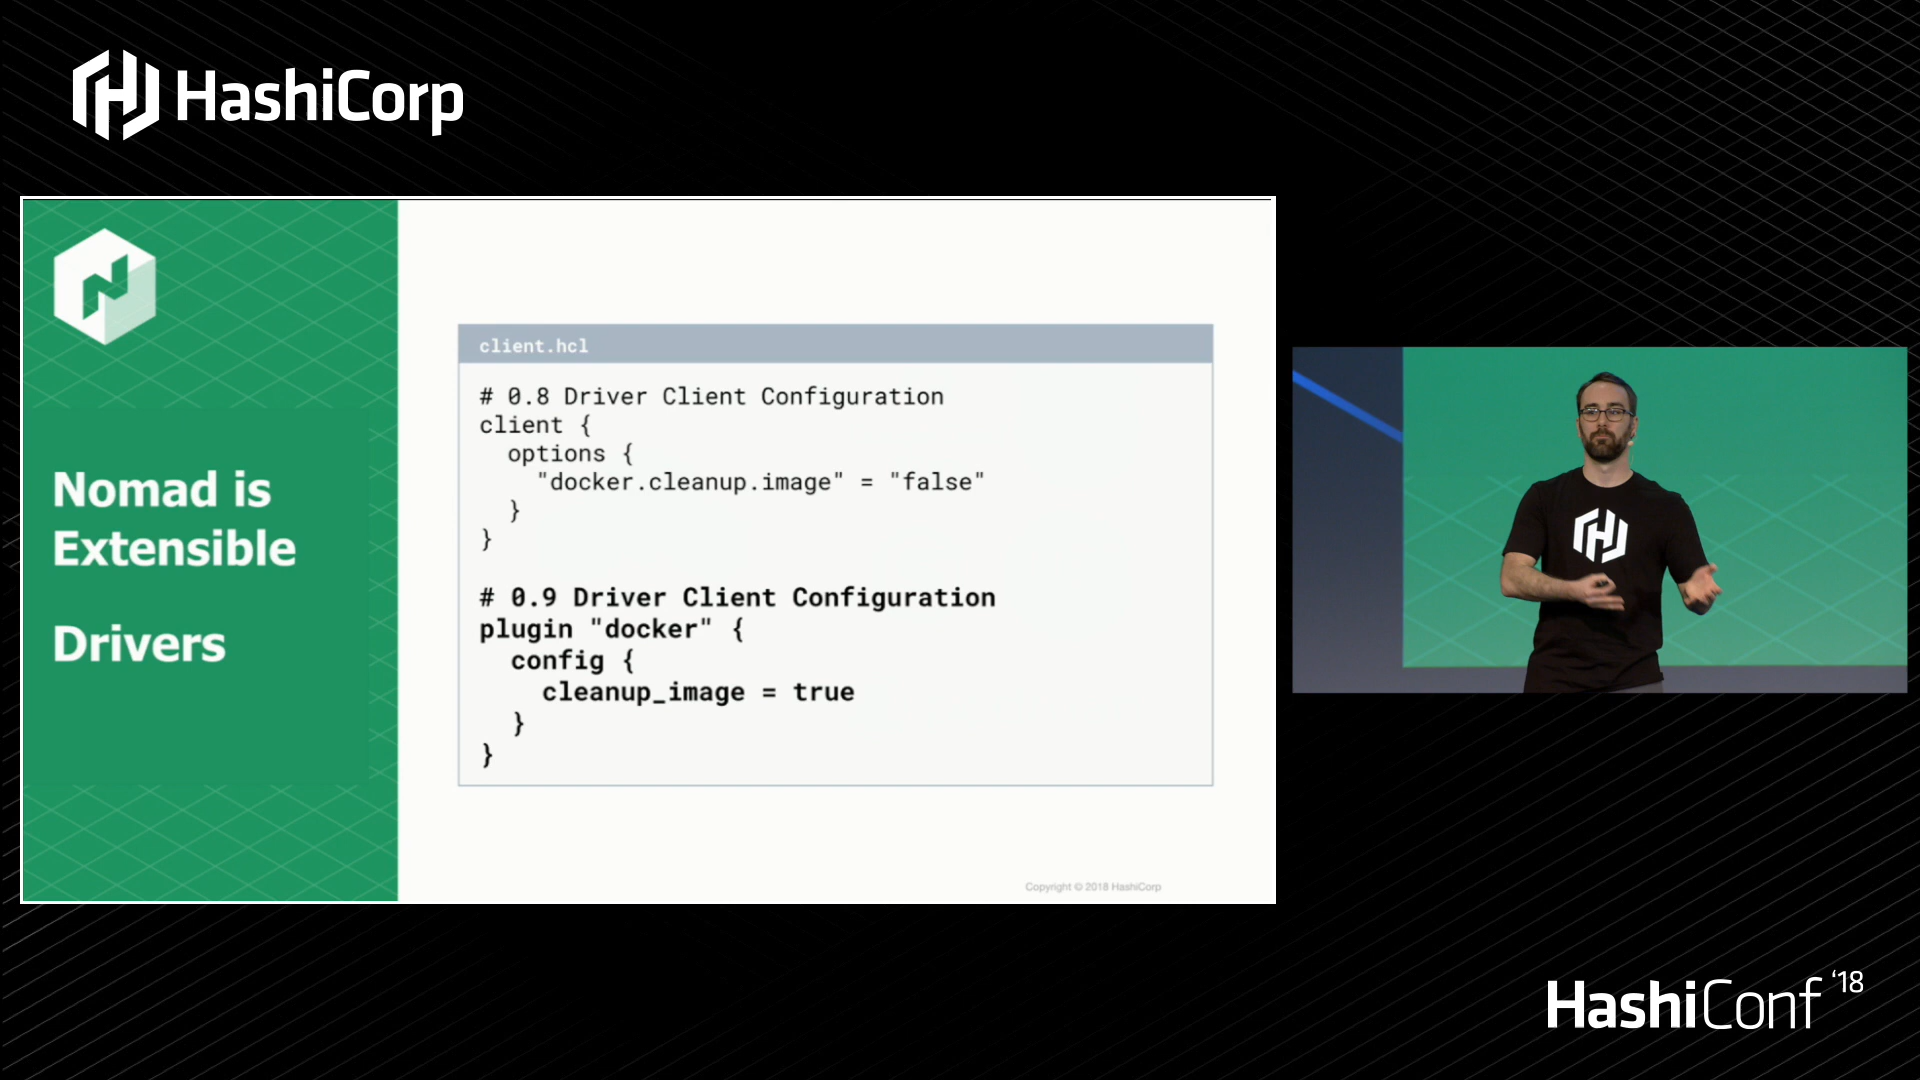 HashiCorp
Nomad is
Extensible
Drivers
client.hcl
# 0.8 Driver Client Configuration
client {
  options {
    "docker.cleanup.image" = "false"
  }
}
# 0.9 Driver Client Configuration
plugin "docker" {
  config {
    cleanup_image = true
  }
}
Copyright © 2018 HashiCorp
HashiConf '18